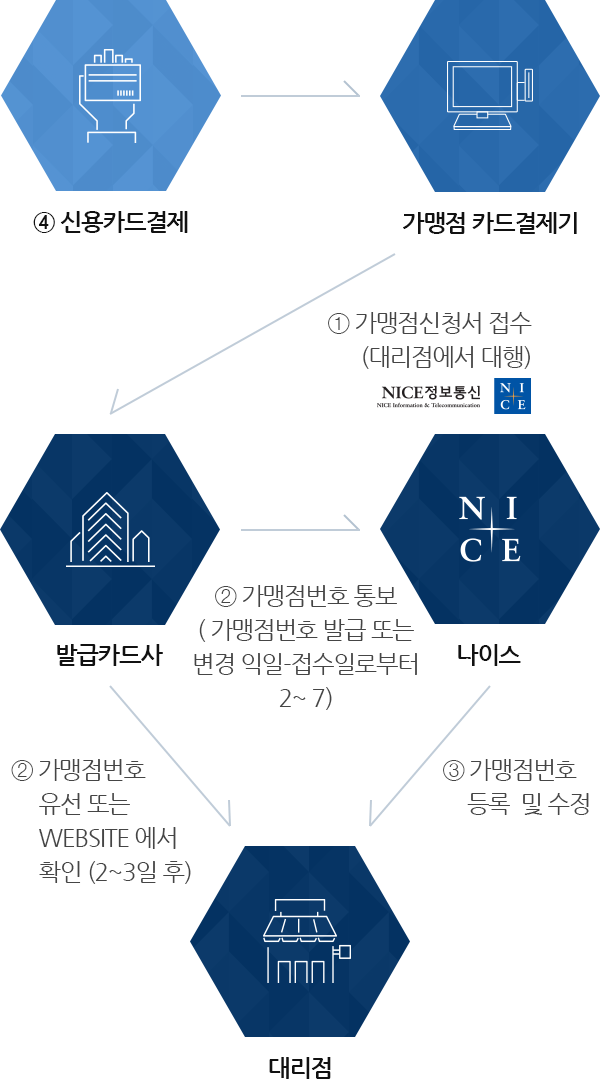 ④ 신용카드결제
가맹점 카드결제기
① 가맹점신청서 접수
(대리점에서 대행)
NICE정보통신
NICE Information & Telecommunication
N I
C E
N I
C E
② 가맹점번호 통보
( 가맹점번호 발급 또는
변경 익일-접수일로부터
2~ 7)
발급카드사
나이스
② 가맹점번호
유선 또는
WEBSITE 에서
확인 (2~3일 후)
③ 가맹점번호
등록 및 수정
대리점